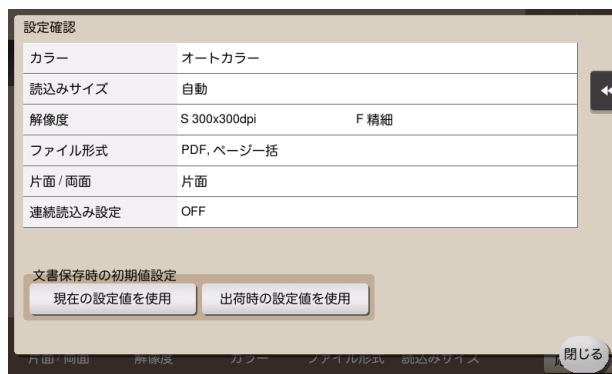 設定確認
カラー オートカラー
読込みサイズ 自動
解像度 S 300x300dpi F 精細
ファイル形式 PDF, ページ一括
片面 / 両面 片面
連続読込み設定 OFF
文書保存時の初期値設定
現在の設定値を使用 出荷時の設定値を使用
閉じる
片面 / 両面 解像度 カラー ファイル形式 読込みサイズ